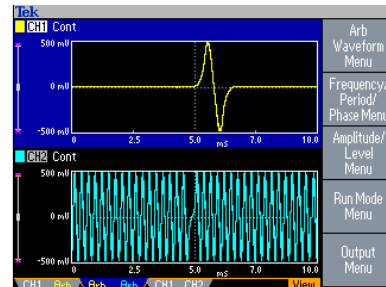 Tek
CH1 Cont
500 mV
0 mV
-500 mV
0 2.5 5.0 ms 7.0 10.0
CH2 Cont
500 mV
0 mV
-500 mV
0 2.5 5.0 ms 7.0 10.0
CH1 Arb Arb Arb CH1 CH2 View
Arb
Waveform
Menu
Frequency/
Period/
Phase Menu
Amplitude/
Level
Menu
Run Mode
Menu
Output
Menu